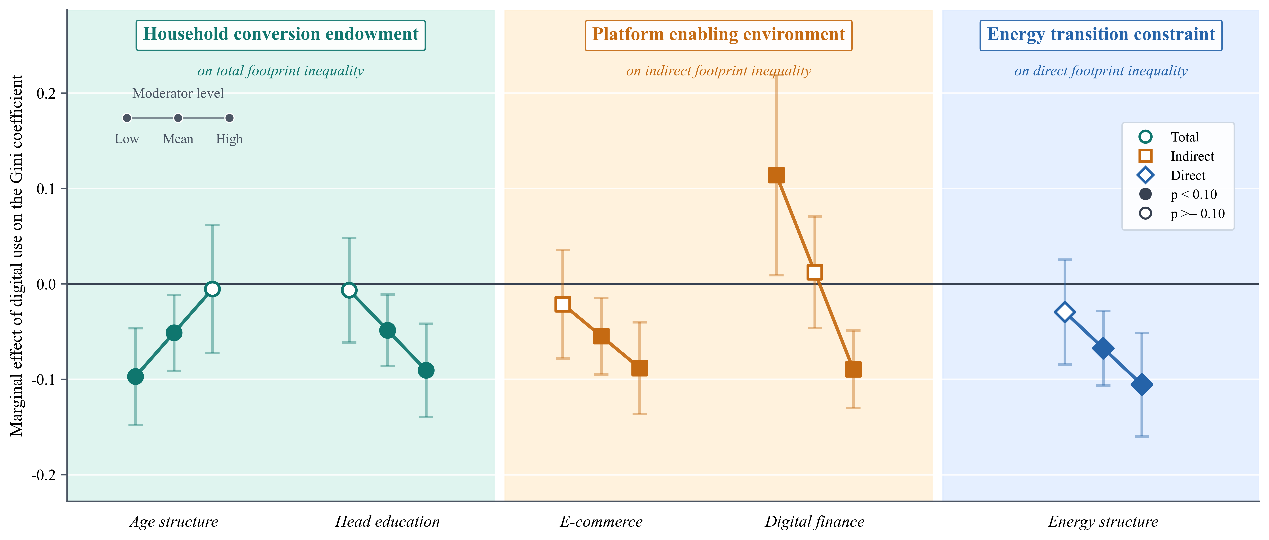 Household conversion endowment
on total footprint inequality
Moderator level
Low Mean High
Platform enabling environment
on indirect footprint inequality
Energy transition constraint
on direct footprint inequality
Total
Indirect
Direct
p < 0.10
p >= 0.10
Marginal effect of digital use on the Gini coefficient
0.2
0.1
0.0
-0.1
-0.2
Age structure Head education E-commerce Digital finance Energy structure